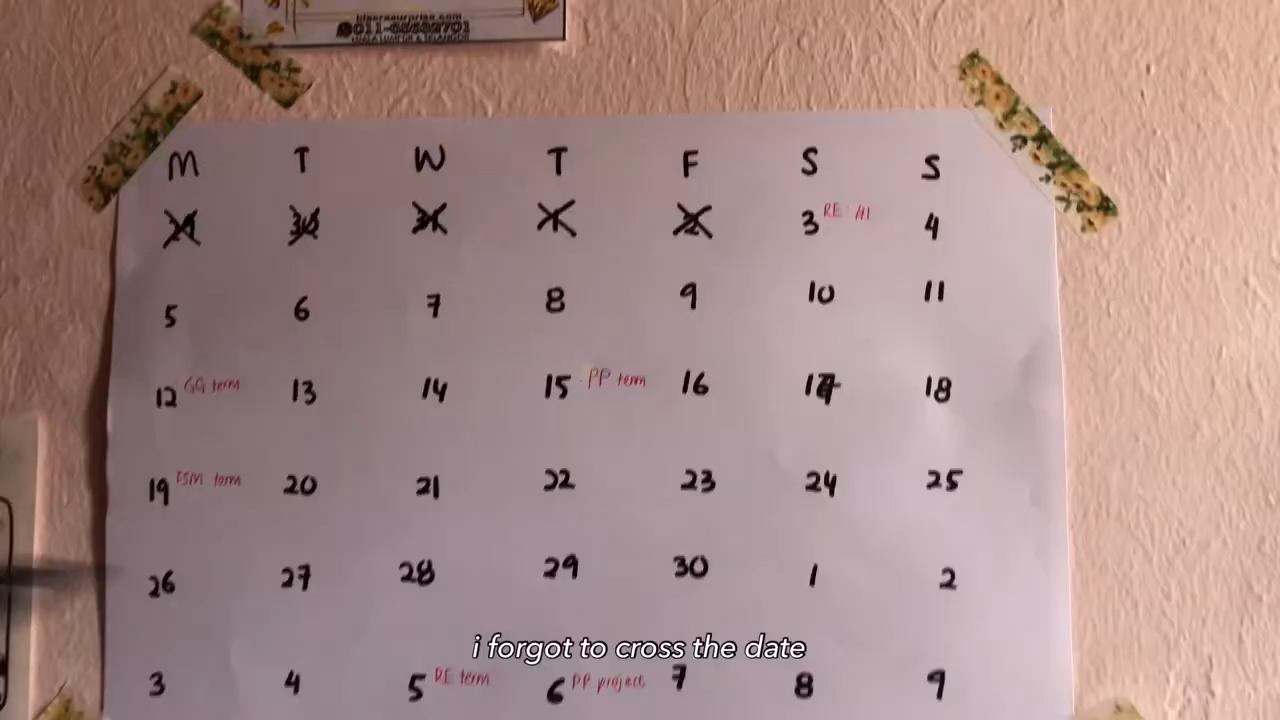 011-65682701
M T W T F S S
29 30 31 1 2 3 RE 4
5 6 7 8 9 10 11
12 GG term 13 14 15 PP term 16 17 18
19 ISM term 20 21 22 23 24 25
26 27 28 29 30 1 2
i forgot to cross the date
3 4 5 RE term 6 PP project 7 8 9